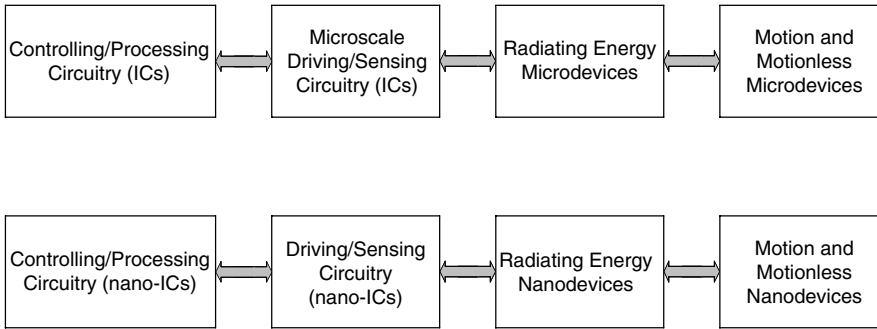 Controlling/Processing
Circuitry (ICs)
Microscale
Driving/Sensing
Circuitry (ICs)
Radiating Energy
Microdevices
Motion and
Motionless
Microdevices
Controlling/Processing
Circuitry (nano-ICs)
Driving/Sensing
Circuitry
(nano-ICs)
Radiating Energy
Nanodevices
Motion and
Motionless
Nanodevices